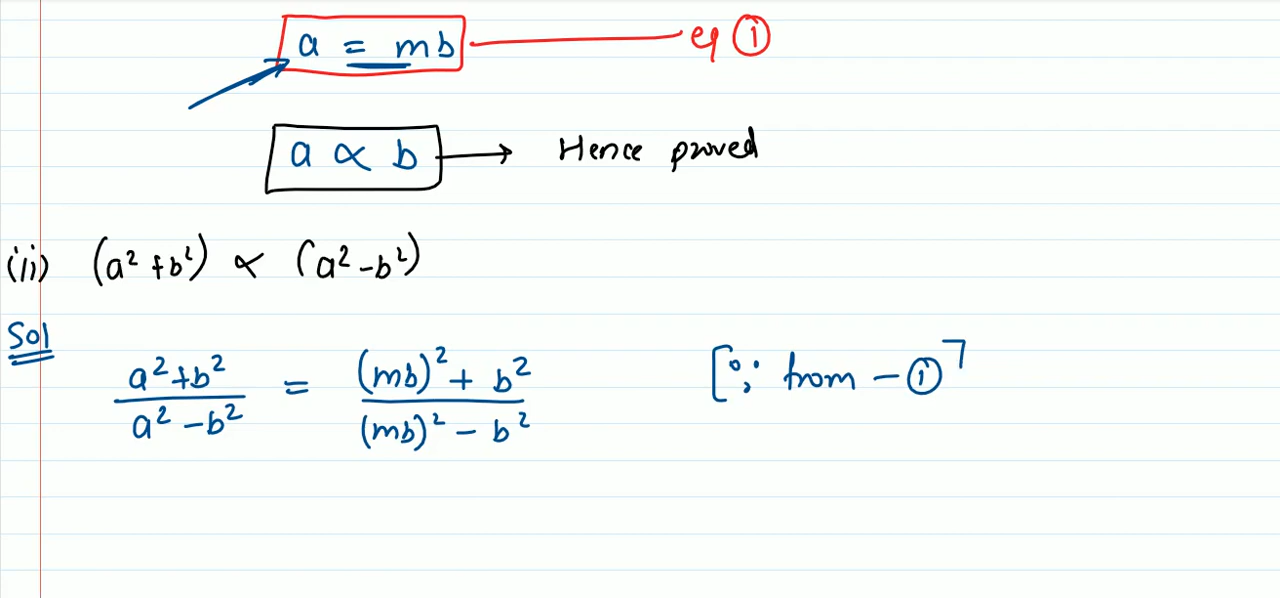 a = mb eq ①
a ∝ b → Hence proved
(ii) (a² + b²) ∝ (a² - b²)
Sol
(a² + b²)/(a² - b²) = ((mb)² + b²)/((mb)² - b²) [∵ from - ①]